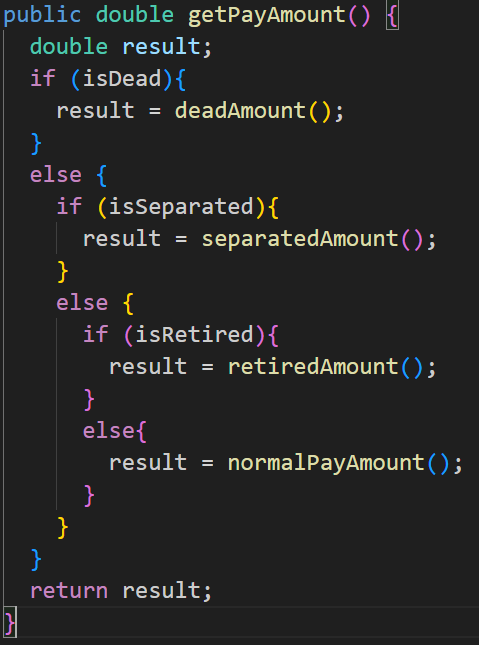 public double getPayAmount() {
  double result;
  if (isDead){
    result = deadAmount();
  }
  else {
    if (isSeparated){
      result = separatedAmount();
    }
    else {
      if (isRetired){
        result = retiredAmount();
      }
      else{
        result = normalPayAmount();
      }
    }
  }
  return result;
}